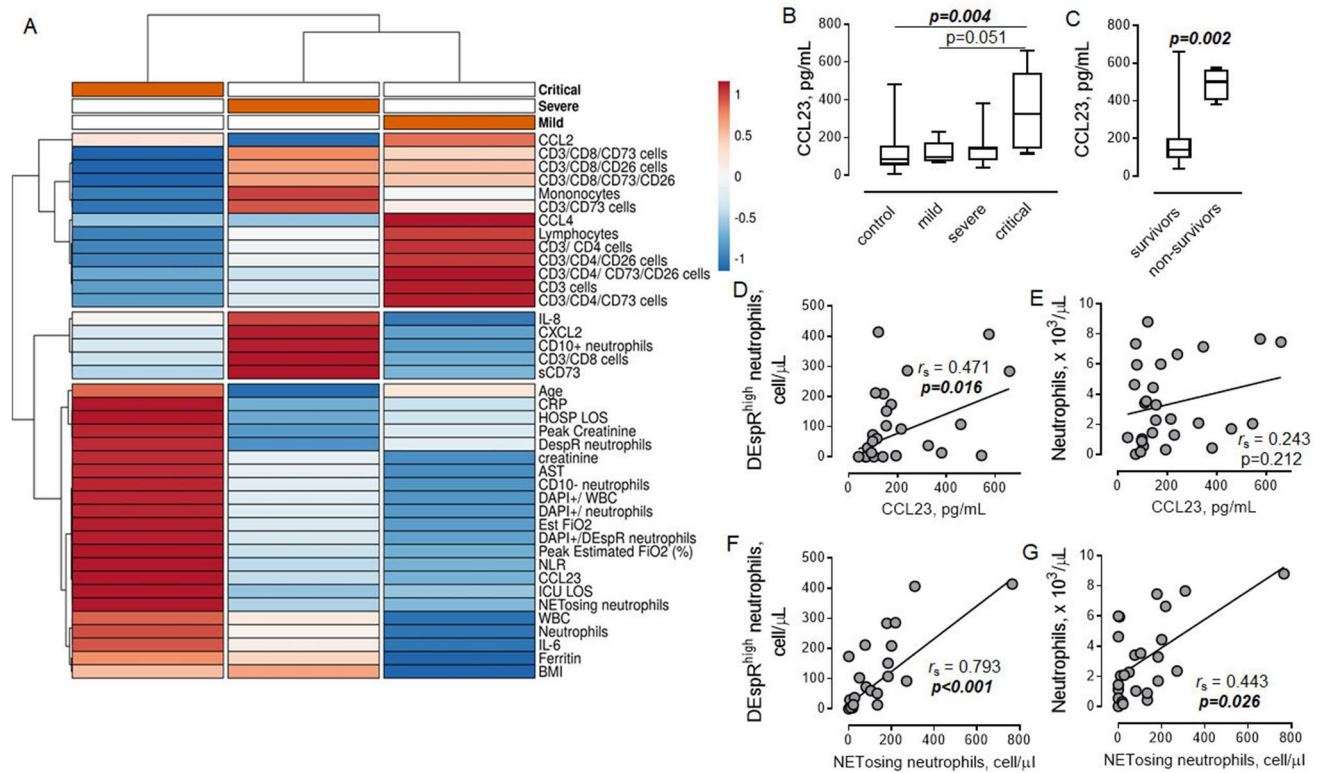 A
Critical
Severe
Mild
CCL2
CD3/CD8/CD73 cells
CD3/CD8/CD26 cells
CD3/CD8/CD73/CD26
Mononocytes
CD3/CD73 cells
CCL4
Lymphocytes
CD3/ CD4 cells
CD3/CD4/CD26 cells
CD3/CD4/ CD73/CD26 cells
CD3 cells
CD3/CD4/CD73 cells
IL-8
CXCL2
CD10+ neutrophils
CD3/CD8 cells
sCD73
Age
CRP
HOSP LOS
Peak Creatinine
DespR neutrophils
creatinine
AST
CD10- neutrophils
DAPI+/ WBC
DAPI+/ neutrophils
Est FiO2
DAPI+/DEspR neutrophils
Peak Estimated FiO2 (%)
NLR
CCL23
ICU LOS
NETosing neutrophils
WBC
Neutrophils
IL-6
Ferritin
BMI
1
0.5
0
-0.5
-1
B
p=0.004
p=0.051
CCL23, pg/mL
800
600
400
200
0
control
mild
severe
critical
C
p=0.002
CCL23, pg/mL
800
600
400
200
0
survivors
non-survivors
D
DEspR^high neutrophils,
cell/µL
500
400
300
200
100
0
r_s = 0.471
p=0.016
0 200 400 600
CCL23, pg/mL
E
Neutrophils, x 10^3/µL
10
8
6
4
2
0
r_s = 0.243
p=0.212
0 200 400 600
CCL23, pg/mL
F
DEspR^high neutrophils,
cell/µL
500
400
300
200
100
0
r_s = 0.793
p<0.001
0 200 400 600 800
NETosing neutrophils, cell/µl
G
Neutrophils, x 10^3/µL
10
8
6
4
2
0
r_s = 0.443
p=0.026
0 200 400 600 800
NETosing neutrophils, cell/µl